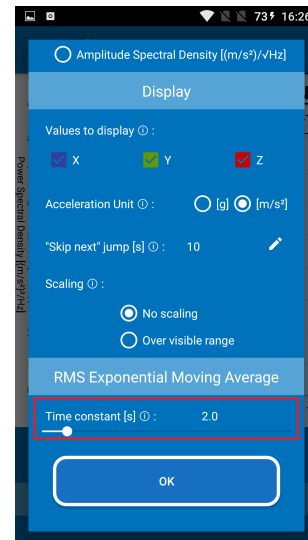 73 16:26
Amplitude Spectral Density [(m/s²)/√Hz]
Display
Values to display ⓘ :
X Y Z
Power Spectral Density [(m/s²)²/Hz]
Acceleration Unit ⓘ : [g] [m/s²]
"Skip next" jump [s] ⓘ : 10
Scaling ⓘ :
No scaling
Over visible range
RMS Exponential Moving Average
Time constant [s] ⓘ : 2.0
OK